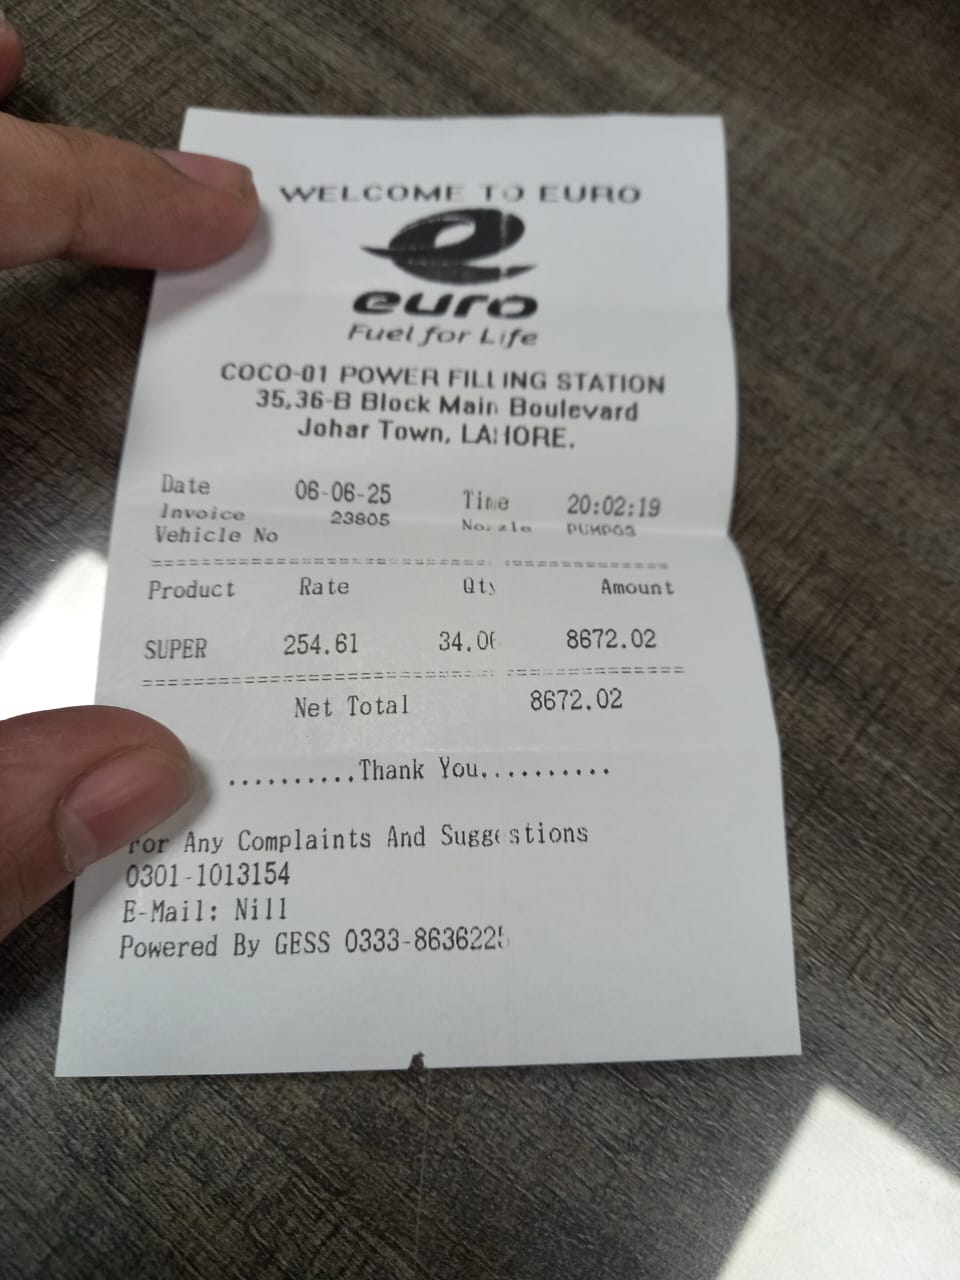 WELCOME TO EURO
e
euro
Fuel for Life
COCO-01 POWER FILLING STATION
35,36-B Block Main Boulevard
Johar Town, LAHORE.
Date 06-06-25 Time 20:02:19
Invoice 23805 Nozzle
Vehicle No
Product Rate Qty Amount
SUPER 254.61 34.06 8672.02
Net Total 8672.02
..........Thank You..........
For Any Complaints And Suggestions
0301-1013154
E-Mail: Nill
Powered By GESS 0333-8636225